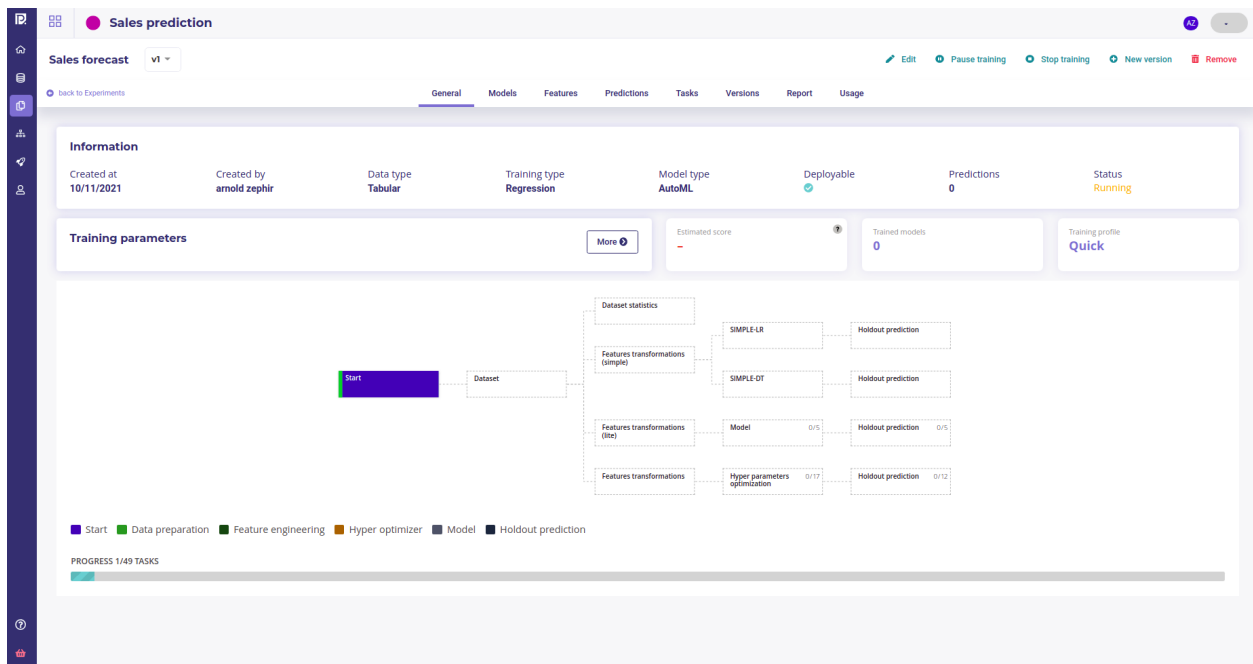 Sales prediction
AZ
Sales forecast v1
Edit Pause training Stop training New version Remove
back to Experiments General Models Features Predictions Tasks Versions Report Usage
Information
Created at Created by Data type Training type Model type Deployable Predictions Status
10/11/2021 arnold zephir Tabular Regression AutoML 0 Running
Training parameters More Estimated score ? Trained models Training profile
– 0 Quick
Dataset statistics
SIMPLE-LR Holdout prediction
Features transformations
(simple)
Start Dataset SIMPLE-DT Holdout prediction
Features transformations Model 0/5 Holdout prediction 0/5
(lite)
Features transformations Hyper parameters 0/17 Holdout prediction 0/12
optimization
Start Data preparation Feature engineering Hyper optimizer Model Holdout prediction
PROGRESS 1/49 TASKS
?